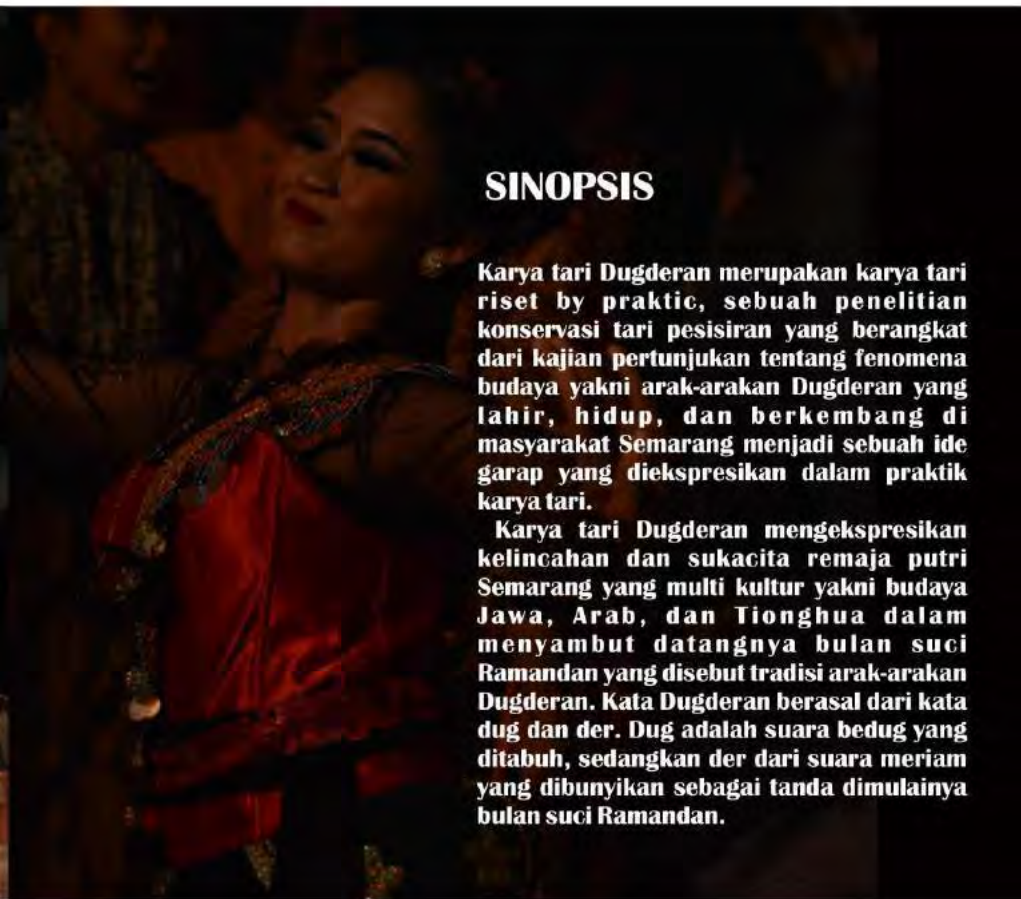 SINOPSIS
Karya tari Dugderan merupakan karya tari
riset by praktic, sebuah penelitian
konservasi tari pesisiran yang berangkat
dari kajian pertunjukan tentang fenomena
budaya yakni arak-arakan Dugderan yang
lahir, hidup, dan berkembang di
masyarakat Semarang menjadi sebuah ide
garap yang diekspresikan dalam praktik
karya tari.
Karya tari Dugderan mengekspresikan
kelincahan dan sukacita remaja putri
Semarang yang multi kultur yakni budaya
Jawa, Arab, dan Tionghua dalam
menyambut datangnya bulan suci
Ramandan yang disebut tradisi arak-arakan
Dugderan. Kata Dugderan berasal dari kata
dug dan der. Dug adalah suara bedug yang
ditabuh, sedangkan der dari suara meriam
yang dibunyikan sebagai tanda dimulainya
bulan suci Ramandan.